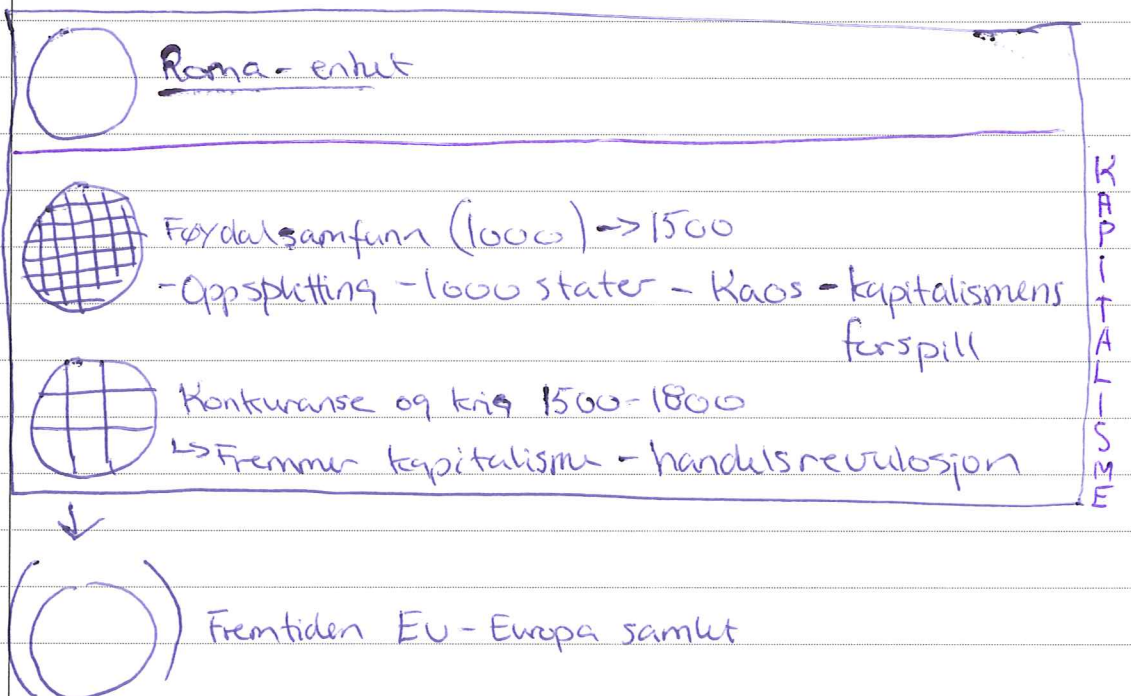 Roma - enhet
Føydalsamfunn (1000) -> 1500
- Oppsplitting - 1000 stater - Kaos - kapitalismens
forspill
Konkuranse og krig 1500-1800
↳ Fremmer kapitalisme - handelsrevulosjon
KAPITALISME
Fremtiden EU - Europa samlet